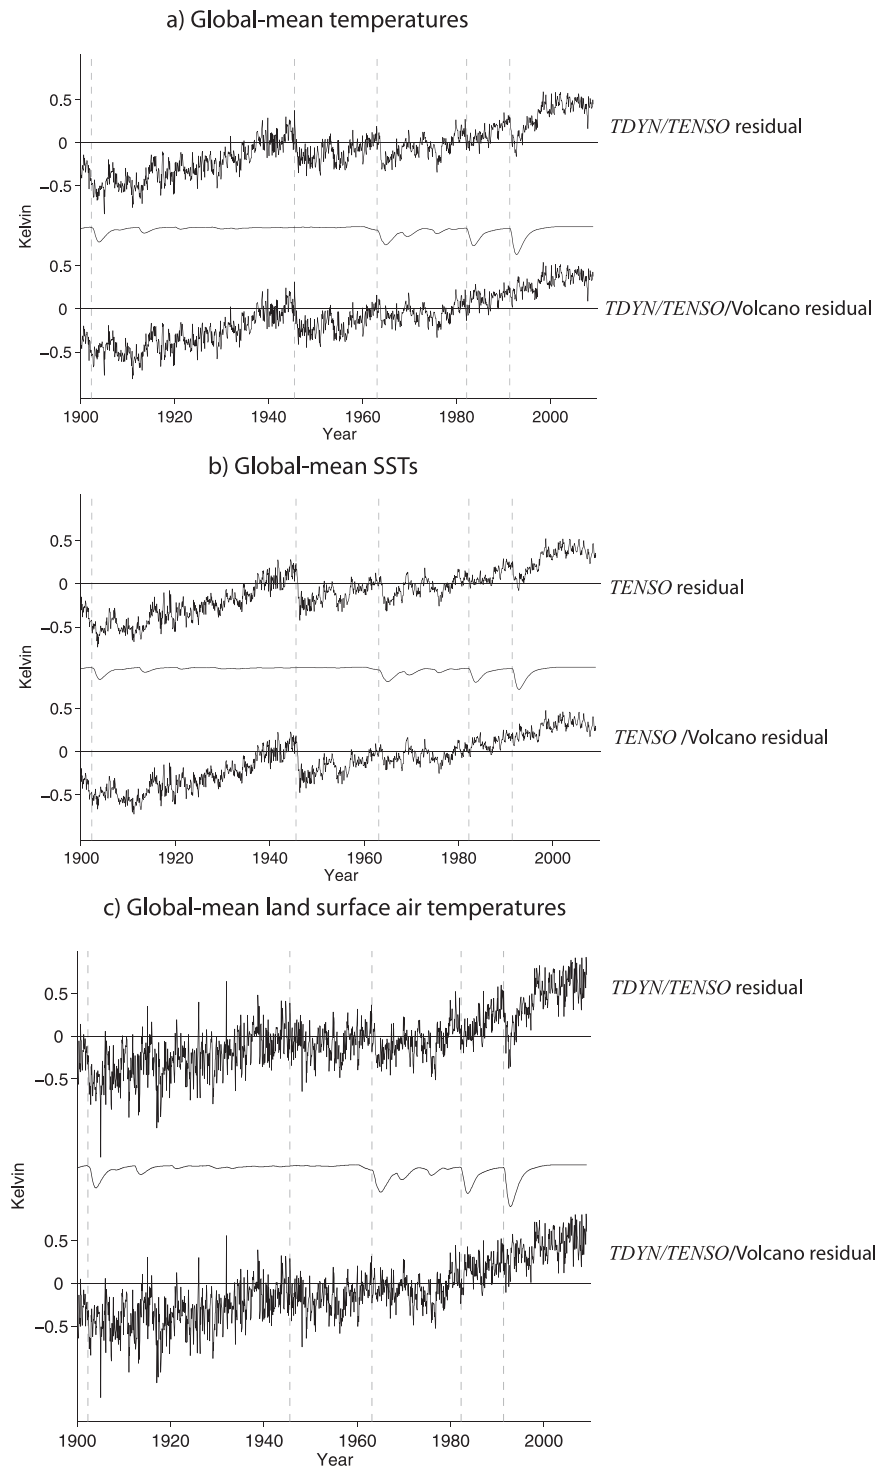 a) Global-mean temperatures
0.5
0
−0.5
TDYN/TENSO residual
Kelvin
0.5
0
−0.5
TDYN/TENSO/Volcano residual
1900 1920 1940 1960 1980 2000
Year
b) Global-mean SSTs
0.5
0
−0.5
TENSO residual
Kelvin
0.5
0
−0.5
TENSO /Volcano residual
1900 1920 1940 1960 1980 2000
Year
c) Global-mean land surface air temperatures
0.5
0
−0.5
TDYN/TENSO residual
Kelvin
0.5
0
−0.5
TDYN/TENSO/Volcano residual
1900 1920 1940 1960 1980 2000
Year